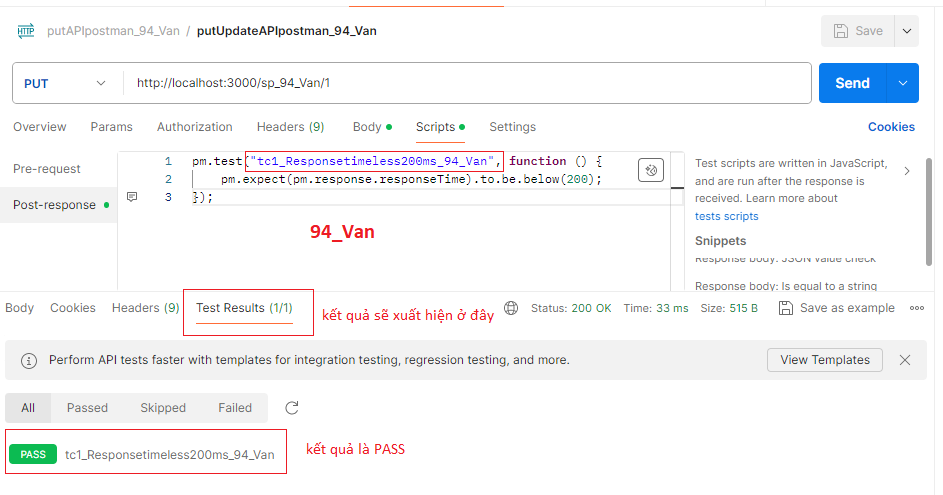 HTTP putAPIpostman_94_Van / putUpdateAPIpostman_94_Van Save
PUT http://localhost:3000/sp_94_Van/1 Send
Overview Params Authorization Headers (9) Body Scripts Settings Cookies
Pre-request
Post-response
1 pm.test("tc1_Responsetimeless200ms_94_Van", function () {
2 pm.expect(pm.response.responseTime).to.be.below(200);
3 });
94_Van
Test scripts are written in JavaScript,
and are run after the response is
received. Learn more about
tests scripts
Snippets
Response body: JSON value check
Response body: Is equal to a string
Body Cookies Headers (9) Test Results (1/1) kết quả sẽ xuất hiện ở đây Status: 200 OK Time: 33 ms Size: 515 B Save as example
Perform API tests faster with templates for integration testing, regression testing, and more. View Templates
All Passed Skipped Failed
PASS tc1_Responsetimeless200ms_94_Van kết quả là PASS